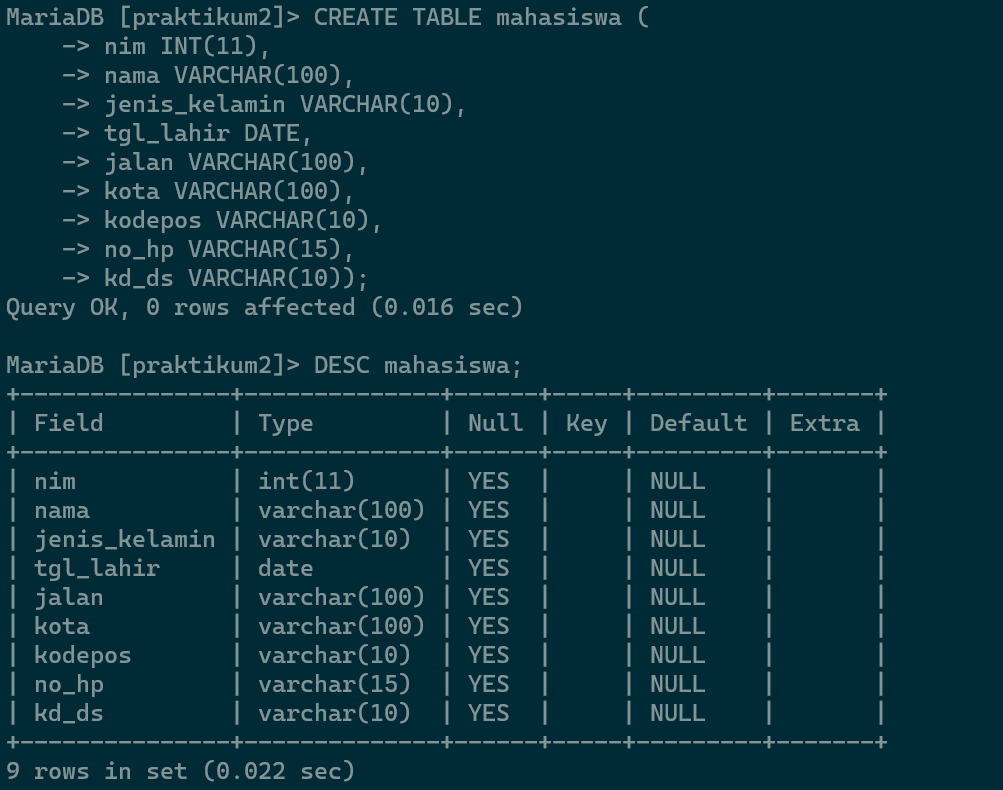 MariaDB [praktikum2]> CREATE TABLE mahasiswa (
    -> nim INT(11),
    -> nama VARCHAR(100),
    -> jenis_kelamin VARCHAR(10),
    -> tgl_lahir DATE,
    -> jalan VARCHAR(100),
    -> kota VARCHAR(100),
    -> kodepos VARCHAR(10),
    -> no_hp VARCHAR(15),
    -> kd_ds VARCHAR(10));
Query OK, 0 rows affected (0.016 sec)

MariaDB [praktikum2]> DESC mahasiswa;
+---------------+--------------+------+-----+---------+-------+
| Field         | Type         | Null | Key | Default | Extra |
+---------------+--------------+------+-----+---------+-------+
| nim           | int(11)      | YES  |     | NULL    |       |
| nama          | varchar(100) | YES  |     | NULL    |       |
| jenis_kelamin | varchar(10)  | YES  |     | NULL    |       |
| tgl_lahir     | date         | YES  |     | NULL    |       |
| jalan         | varchar(100) | YES  |     | NULL    |       |
| kota          | varchar(100) | YES  |     | NULL    |       |
| kodepos       | varchar(10)  | YES  |     | NULL    |       |
| no_hp         | varchar(15)  | YES  |     | NULL    |       |
| kd_ds         | varchar(10)  | YES  |     | NULL    |       |
+---------------+--------------+------+-----+---------+-------+
9 rows in set (0.022 sec)